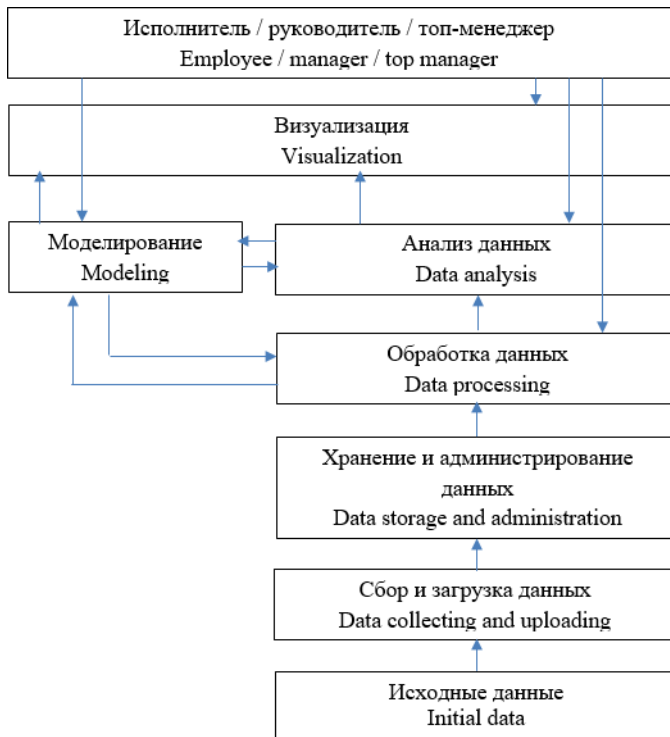 Исполнитель / руководитель / топ-менеджер
Employee / manager / top manager
Визуализация
Visualization
Моделирование
Modeling
Анализ данных
Data analysis
Обработка данных
Data processing
Хранение и администрирование
данных
Data storage and administration
Сбор и загрузка данных
Data collecting and uploading
Исходные данные
Initial data